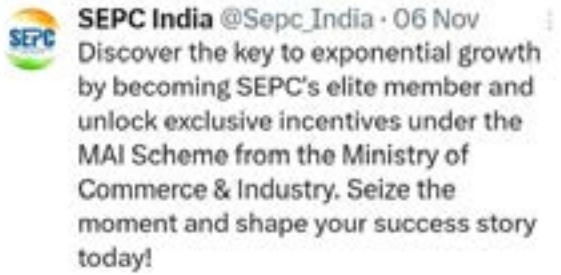 SEPC India @Sepc_India · 06 Nov
SEPC
Discover the key to exponential growth
by becoming SEPC's elite member and
unlock exclusive incentives under the
MAI Scheme from the Ministry of
Commerce & Industry. Seize the
moment and shape your success story
today!